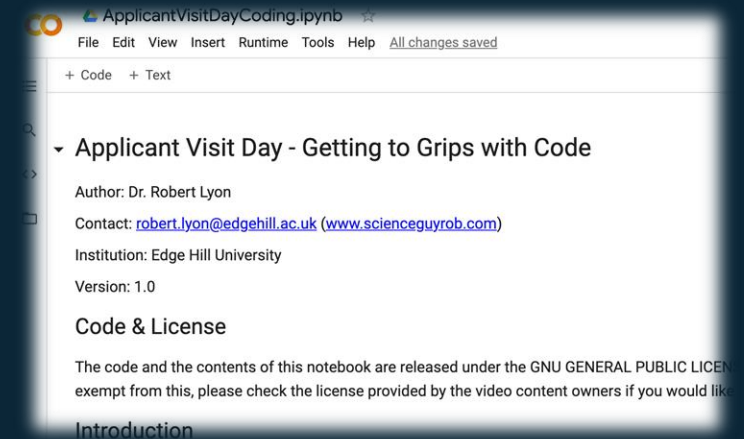 CO ApplicantVisitDayCoding.ipynb
File Edit View Insert Runtime Tools Help All changes saved
+ Code + Text
Applicant Visit Day - Getting to Grips with Code
Author: Dr. Robert Lyon
Contact: robert.lyon@edgehill.ac.uk (www.scienceguyrob.com)
Institution: Edge Hill University
Version: 1.0
Code & License
The code and the contents of this notebook are released under the GNU GENERAL PUBLIC LICEN
exempt from this, please check the license provided by the video content owners if you would like
Introduction